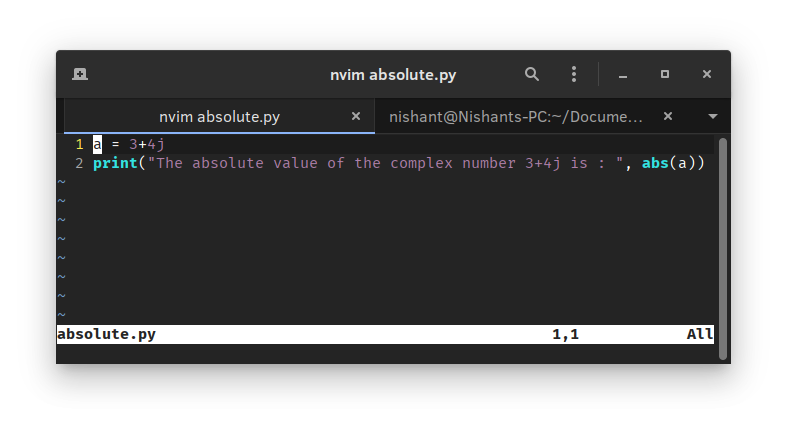 nvim absolute.py
nvim absolute.py
nishant@Nishants-PC:~/Docume...
1 a = 3+4j
2 print("The absolute value of the complex number 3+4j is : ", abs(a))
~
~
~
~
~
~
~
~
absolute.py 1,1 All